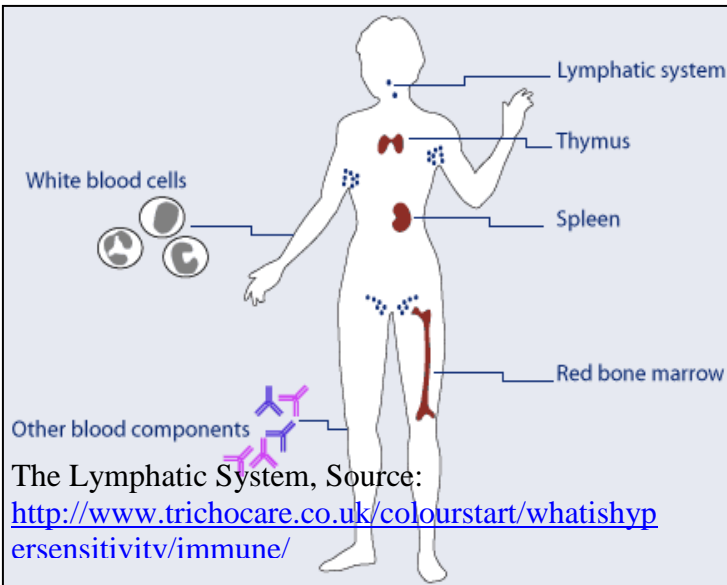 Lymphatic system
Thymus
White blood cells
Spleen
Red bone marrow
Other blood components
The Lymphatic System, Source:
http://www.trichocare.co.uk/colourstart/whatishyp
ersensitivity/immune/